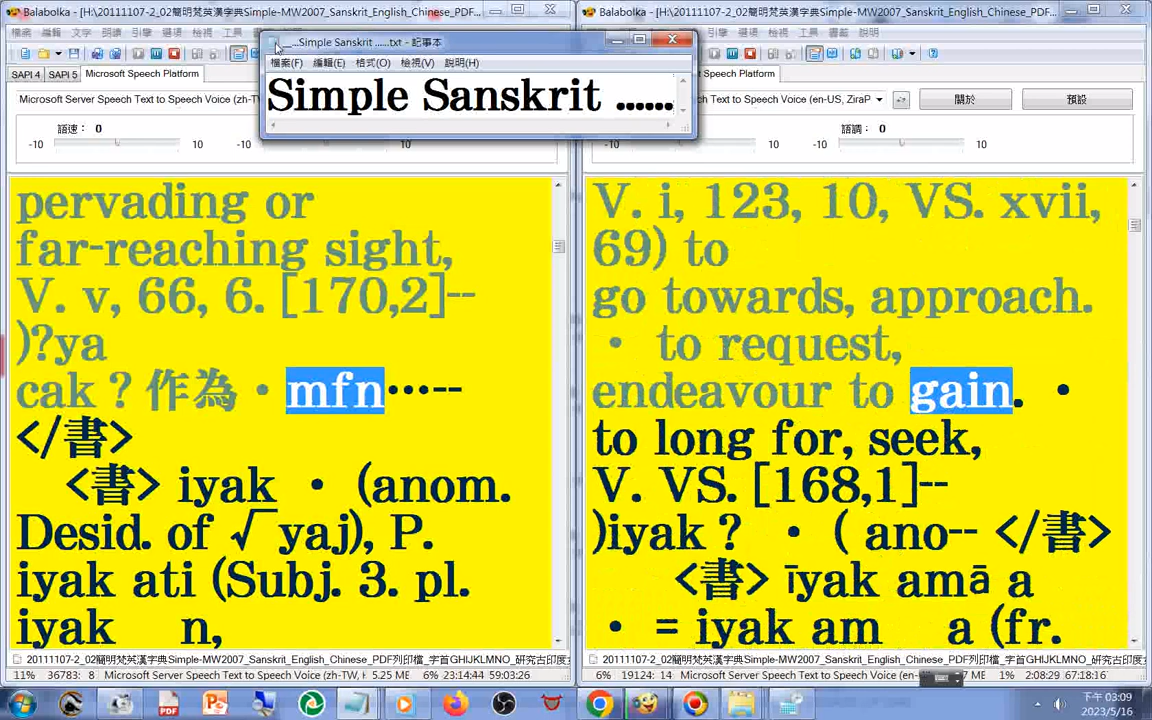 Balabolka - [H:\20111107-2_02簡明梵英漢字典Simple-MW2007_Sanskrit_English_Chinese_PDF...
Balabolka - [H:\20111107-2_02簡明梵英漢字典Simple-MW2007_Sanskrit_English_Chinese_PDF...
檔案 編輯 文字 朗讀
__...Simple Sanskrit ......txt - 記事本
檔案(F) 編輯(E) 格式(O) 檢視(V) 說明(H)
Simple Sanskrit ......
SAPI 4 SAPI 5 Microsoft Speech Platform
Speech Platform
Microsoft Server Speech Text to Speech Voice (zh-TW,
Microsoft Server Speech Text to Speech Voice (en-US, ZiraP
關於
預設
語速： 0
語調： 0
-10 10 -10 10
-10 10 -10 10
pervading or
far-reaching sight,
V. v, 66, 6. [170,2]--
)?ya
cak ? 作為 • mfn•••--
</書>
<書> iyak • (anom.
Desid. of √yaj), P.
iyak ati (Subj. 3. pl.
iyak n,
V. i, 123, 10, VS. xvii,
69) to
go towards, approach.
• to request,
endeavour to gain. •
to long for, seek,
V. VS. [168,1]--
)iyak ? • ( ano-- </書>
<書> īyak amā a
• = iyak am a (fr.
20111107-2_02簡明梵英漢字典Simple-MW2007_Sanskrit_English_Chinese_PDF列印檔_字首GHIJKLMNO_研究古印度
20111107-2_02簡明梵英漢字典Simple-MW2007_Sanskrit_English_Chinese_PDF列印檔_字首GHIJKLMNO_研究古印度
11% 36783: 8 Microsoft Server Speech Text to Speech Voice (zh-TW, 5.25 ME 6% 23:14:44 59:03:26
6% 19124: 14 Microsoft Server Speech Text to Speech Voice 1% 2:08:29 67:18:16
下午 03:09
2023/5/16